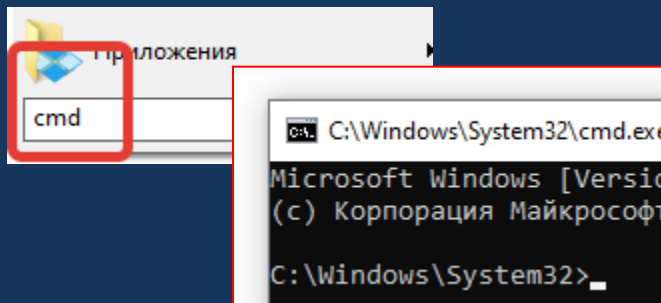 Приложения
cmd
C:\Windows\System32\cmd.exe
Microsoft Windows [Versio
(c) Корпорация Майкрософт
C:\Windows\System32>